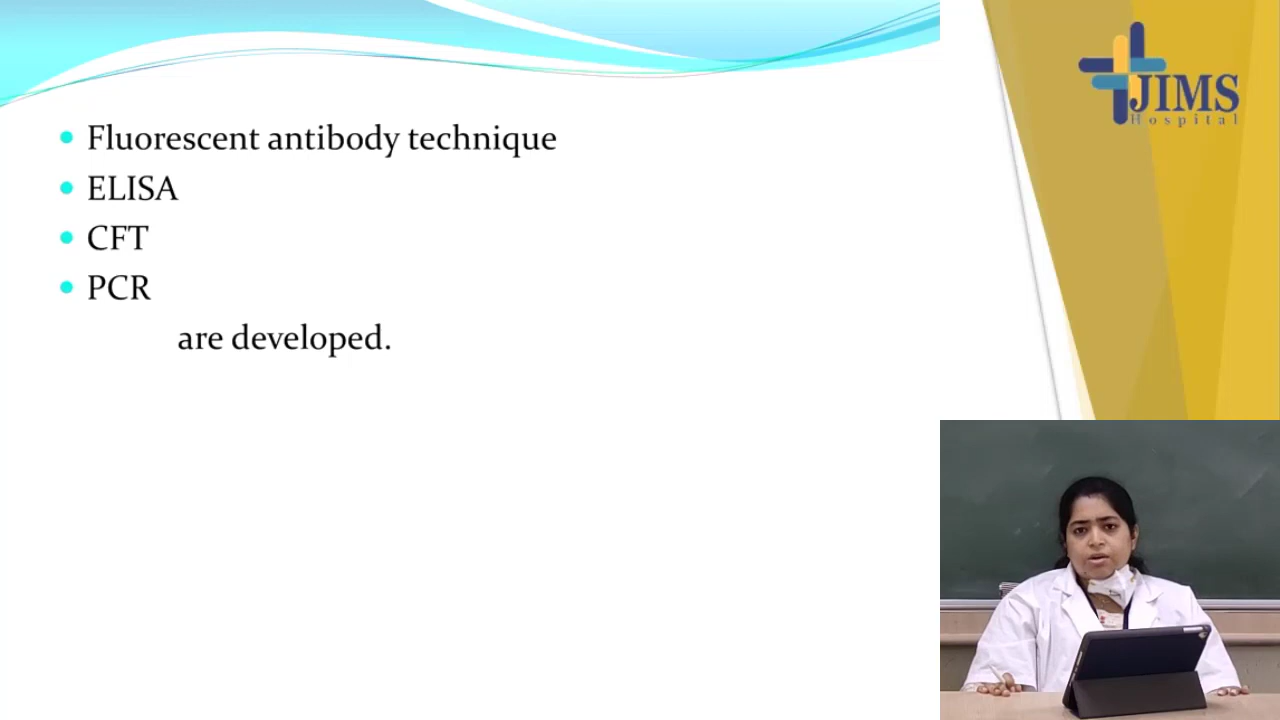 JIMS
Hospital
Fluorescent antibody technique
ELISA
CFT
PCR
are developed.